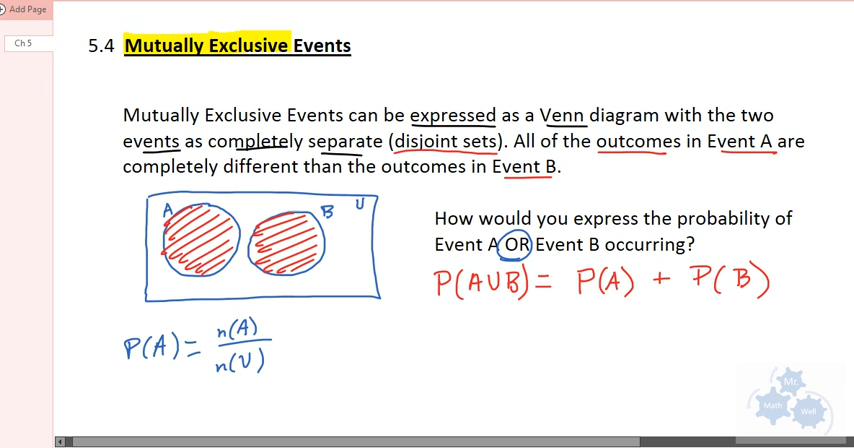 Add Page
Ch 5
5.4 Mutually Exclusive Events
Mutually Exclusive Events can be expressed as a Venn diagram with the two
events as completely separate (disjoint sets). All of the outcomes in Event A are
completely different than the outcomes in Event B.
A B U
How would you express the probability of
Event A OR Event B occurring?
P(A∪B) = P(A) + P(B)
P(A) = n(A)
n(U)
Mr.
Math Well